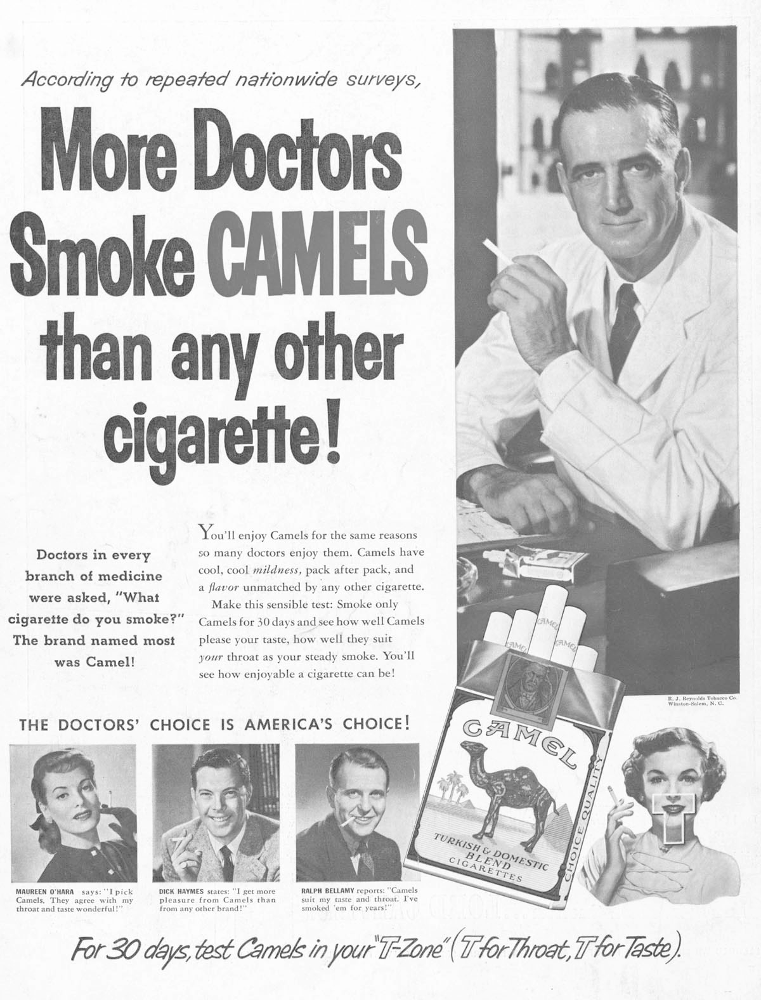 According to repeated nationwide surveys,
More Doctors
Smoke CAMELS
than any other
cigarette!
Doctors in every
branch of medicine
were asked, "What
cigarette do you smoke?"
The brand named most
was Camel!
You'll enjoy Camels for the same reasons
so many doctors enjoy them. Camels have
cool, cool mildness, pack after pack, and
a flavor unmatched by any other cigarette.
Make this sensible test: Smoke only
Camels for 30 days and see how well Camels
please your taste, how well they suit
your throat as your steady smoke. You'll
see how enjoyable a cigarette can be!
THE DOCTORS' CHOICE IS AMERICA'S CHOICE!
MAUREEN O'HARA says: "I pick
Camels. They agree with my
throat and taste wonderful!"
DICK HAYMES states: "I get more
pleasure from Camels than
from any other brand!"
RALPH BELLAMY reports: "Camels
suit my taste and throat. I've
smoked 'em for years!"
R. J. Reynolds Tobacco Co.
Winston-Salem, N. C.
CAMEL
CAMEL
CAMEL
CAMEL
TURKISH & DOMESTIC
BLEND
CIGARETTES
CHOICE QUALITY
T
For 30 days, test Camels in your "T-Zone" (T for Throat, T for Taste).